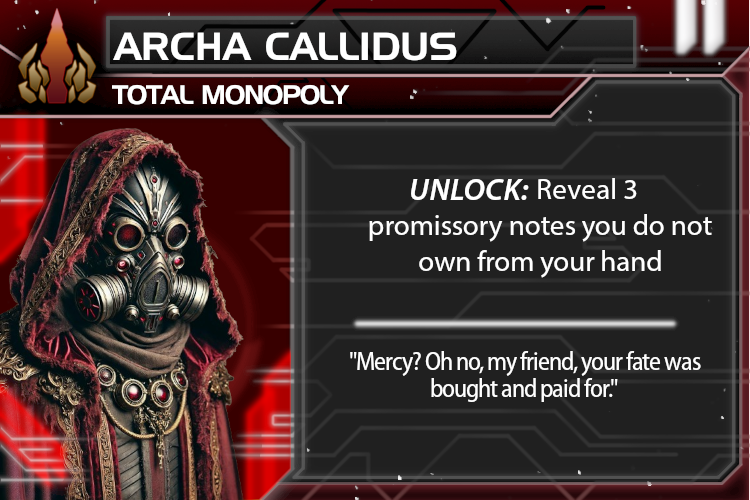 ARCHA CALLIDUS
TOTAL MONOPOLY
UNLOCK: Reveal 3
promissory notes you do not
own from your hand
"Mercy? Oh no, my friend, your fate was
bought and paid for."